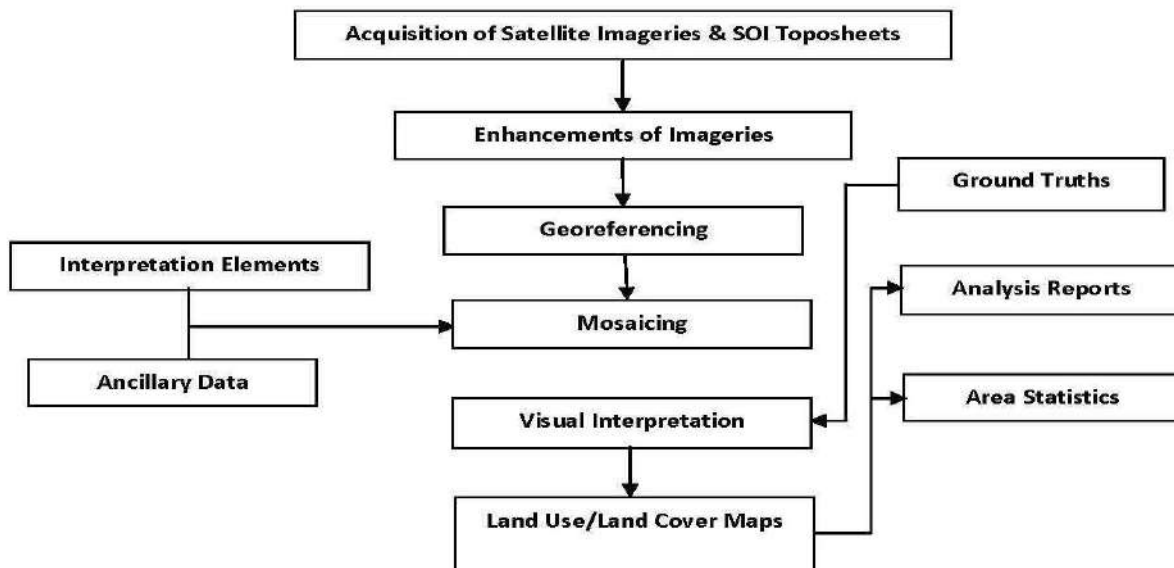 Acquisition of Satellite Imageries & SOI Toposheets
Enhancements of Imageries
Ground Truths
Georeferencing
Interpretation Elements
Analysis Reports
Mosaicing
Ancillary Data
Area Statistics
Visual Interpretation
Land Use/Land Cover Maps